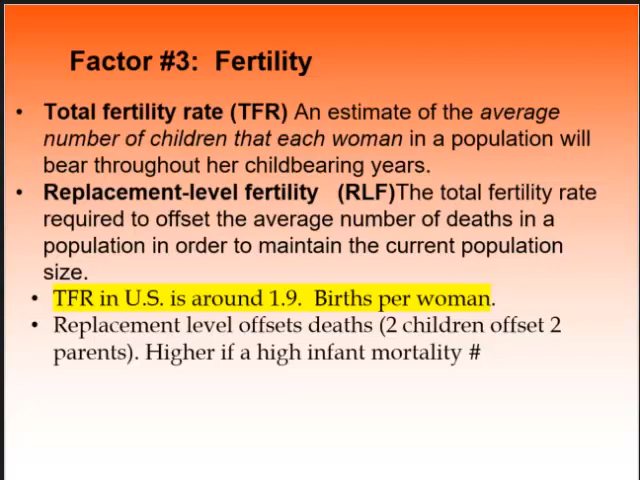 Factor #3: Fertility
• Total fertility rate (TFR) An estimate of the average
number of children that each woman in a population will
bear throughout her childbearing years.
• Replacement-level fertility (RLF)The total fertility rate
required to offset the average number of deaths in a
population in order to maintain the current population
size.
• TFR in U.S. is around 1.9. Births per woman.
• Replacement level offsets deaths (2 children offset 2
parents). Higher if a high infant mortality #